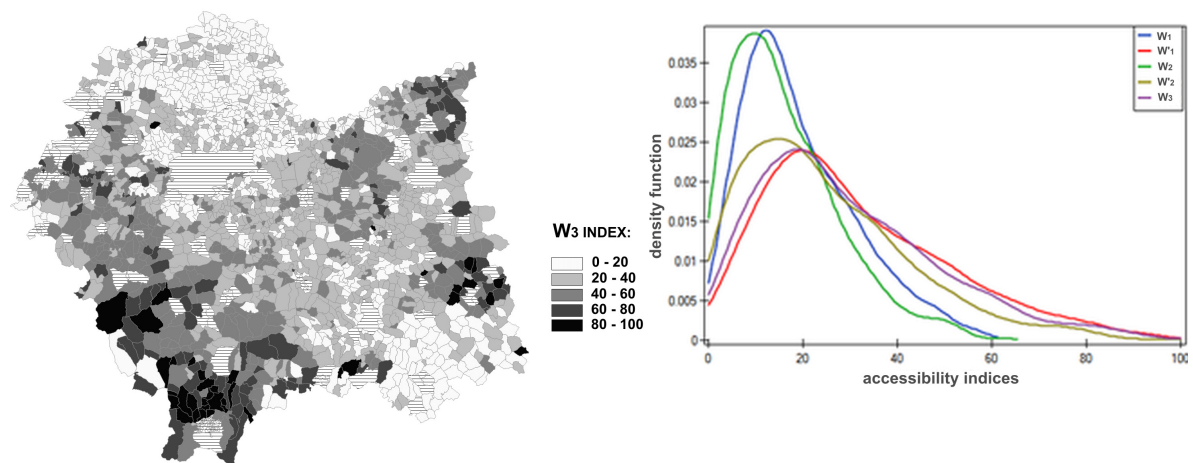 W3 INDEX:
0 - 20
20 - 40
40 - 60
60 - 80
80 - 100
density function
0.035
0.03
0.025
0.02
0.015
0.01
0.005
0
0
20
40
60
80
100
accessibility indices
W1
W'1
W2
W'2
W3